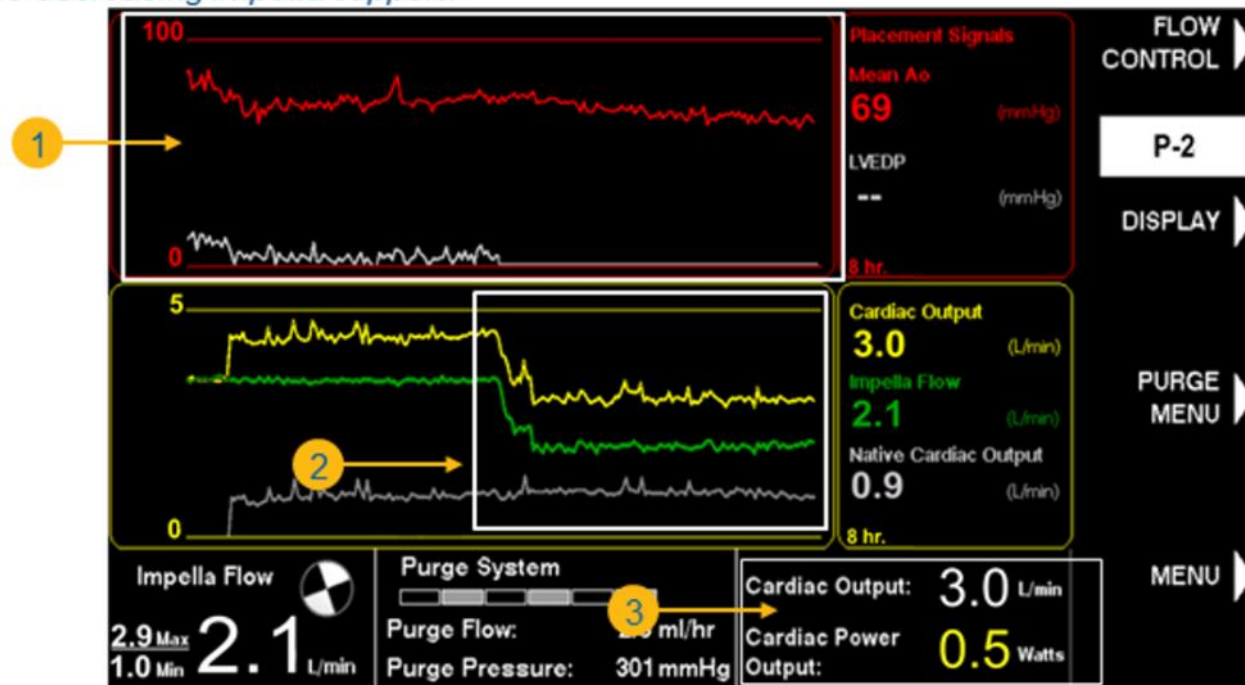 decreasing Impella support
100
0
1
Placement Signals
Mean Ao
69 (mmHg)
LVEDP
-- (mmHg)
8 hr.
FLOW
CONTROL
P-2
DISPLAY
PURGE
MENU
MENU
5
0
2
Cardiac Output
3.0 (L/min)
Impella Flow
2.1 (L/min)
Native Cardiac Output
0.9 (L/min)
8 hr.
Impella Flow
2.9 Max
1.0 Min
2.1 L/min
Purge System
Purge Flow: ml/hr
Purge Pressure: 301 mmHg
3
Cardiac Output: 3.0 L/min
Cardiac Power
Output: 0.5 Watts